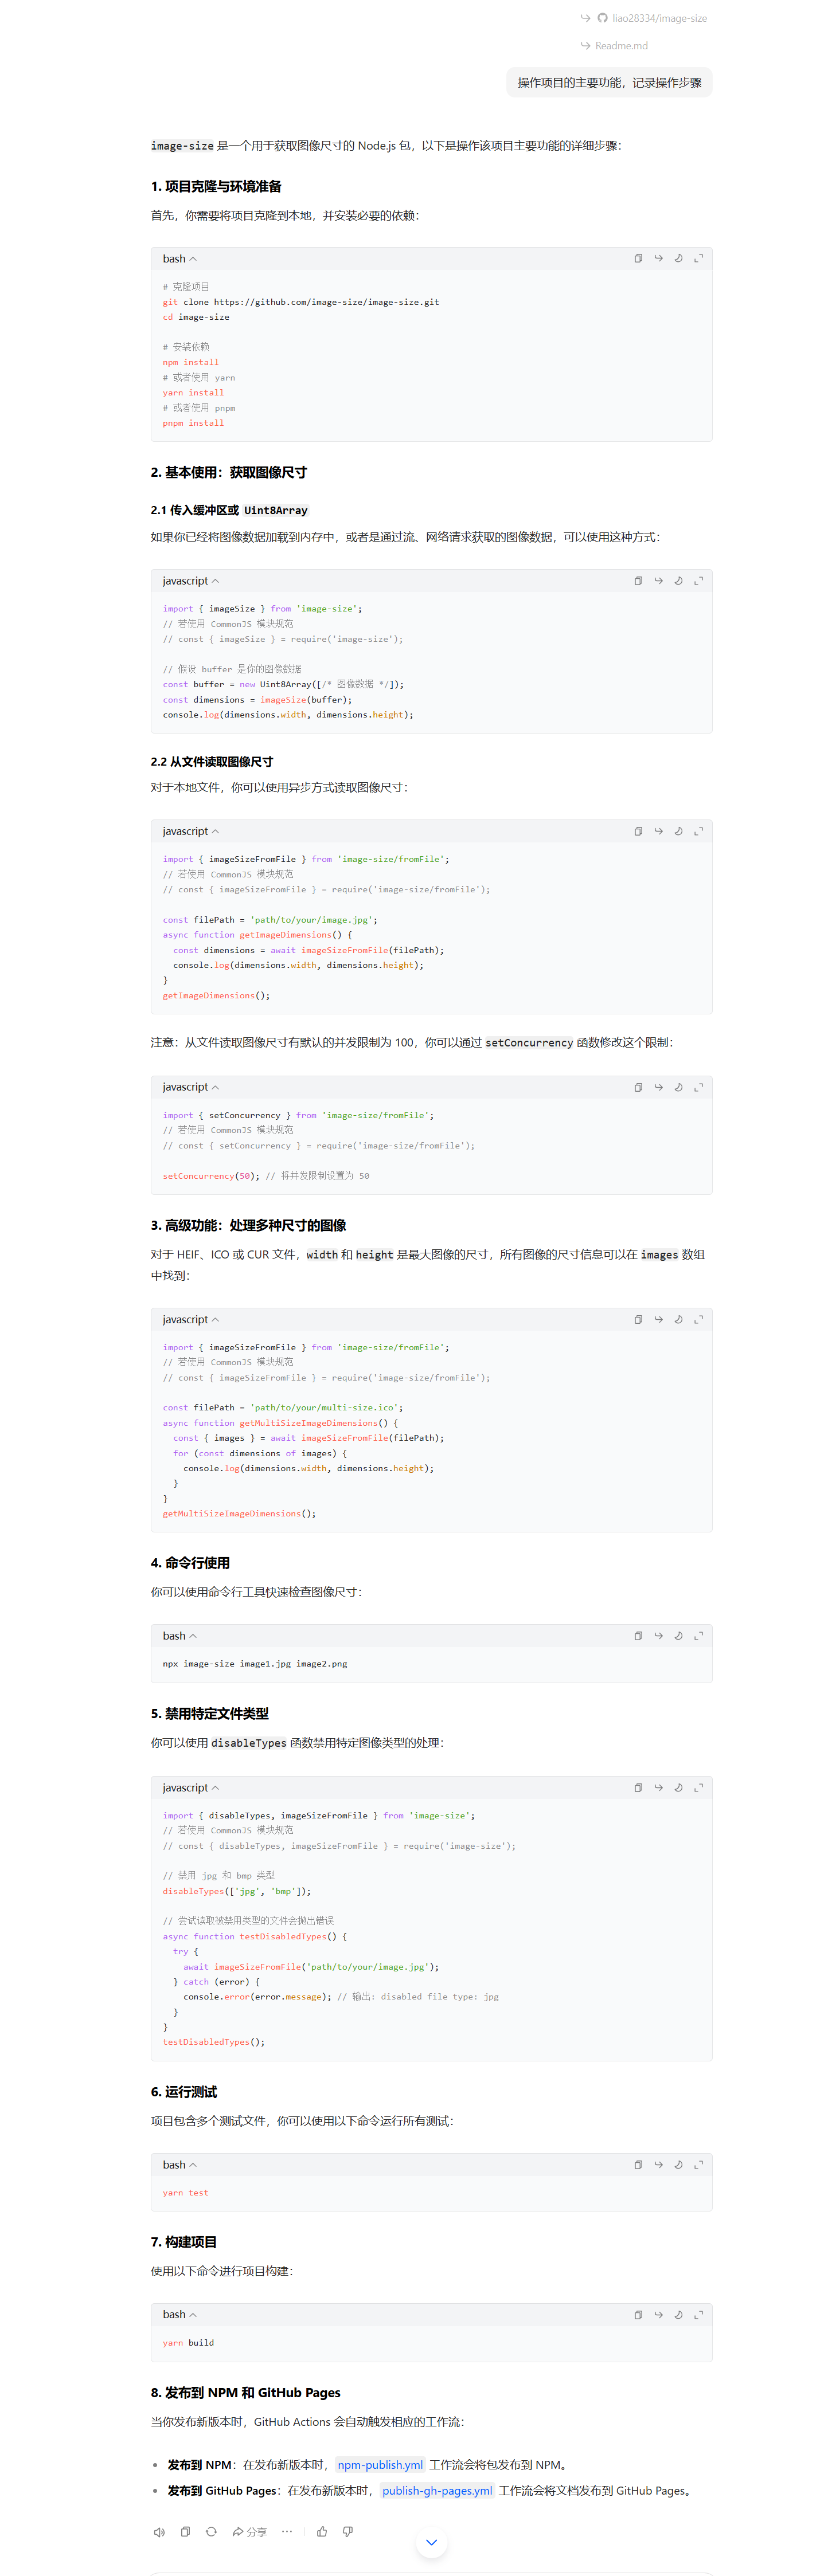 liao28334/image-size
Readme.md
操作项目的主要功能，记录操作步骤
image-size 是一个用于获取图像尺寸的 Node.js 包，以下是操作该项目主要功能的详细步骤：
1. 项目克隆与环境准备
首先，你需要将项目克隆到本地，并安装必要的依赖：
bash
# 克隆项目
git clone https://github.com/image-size/image-size.git
cd image-size
# 安装依赖
npm install
# 或者使用 yarn
yarn install
# 或者使用 pnpm
pnpm install
2. 基本使用：获取图像尺寸
2.1 传入缓冲区或 Uint8Array
如果你已经将图像数据加载到内存中，或者是通过流、网络请求获取的图像数据，可以使用这种方式：
javascript
import { imageSize } from 'image-size';
// 若使用 CommonJS 模块规范
// const { imageSize } = require('image-size');
// 假设 buffer 是你的图像数据
const buffer = new Uint8Array([/* 图像数据 */]);
const dimensions = imageSize(buffer);
console.log(dimensions.width, dimensions.height);
2.2 从文件读取图像尺寸
对于本地文件，你可以使用异步方式读取图像尺寸：
javascript
import { imageSizeFromFile } from 'image-size/fromFile';
// 若使用 CommonJS 模块规范
// const { imageSizeFromFile } = require('image-size/fromFile');
const filePath = 'path/to/your/image.jpg';
async function getImageDimensions() {
const dimensions = await imageSizeFromFile(filePath);
console.log(dimensions.width, dimensions.height);
}
getImageDimensions();
注意：从文件读取图像尺寸有默认的并发限制为 100，你可以通过 setConcurrency 函数修改这个限制：
javascript
import { setConcurrency } from 'image-size/fromFile';
// 若使用 CommonJS 模块规范
// const { setConcurrency } = require('image-size/fromFile');
setConcurrency(50); // 将并发限制设置为 50
3. 高级功能：处理多种尺寸的图像
对于 HEIF、ICO 或 CUR 文件，width 和 height 是最大图像的尺寸，所有图像的尺寸信息可以在 images 数组
中找到：
javascript
import { imageSizeFromFile } from 'image-size/fromFile';
// 若使用 CommonJS 模块规范
// const { imageSizeFromFile } = require('image-size/fromFile');
const filePath = 'path/to/your/multi-size.ico';
async function getMultiSizeImageDimensions() {
const { images } = await imageSizeFromFile(filePath);
for (const dimensions of images) {
console.log(dimensions.width, dimensions.height);
}
}
getMultiSizeImageDimensions();
4. 命令行使用
你可以使用命令行工具快速检查图像尺寸：
bash
npx image-size image1.jpg image2.png
5. 禁用特定文件类型
你可以使用 disableTypes 函数禁用特定图像类型的处理：
javascript
import { disableTypes, imageSizeFromFile } from 'image-size';
// 若使用 CommonJS 模块规范
// const { disableTypes, imageSizeFromFile } = require('image-size');
// 禁用 jpg 和 bmp 类型
disableTypes(['jpg', 'bmp']);
// 尝试读取被禁用类型的文件会抛出错误
async function testDisabledTypes() {
try {
await imageSizeFromFile('path/to/your/image.jpg');
} catch (error) {
console.error(error.message); // 输出: disabled file type: jpg
}
}
testDisabledTypes();
6. 运行测试
项目包含多个测试文件，你可以使用以下命令运行所有测试：
bash
yarn test
7. 构建项目
使用以下命令进行项目构建：
bash
yarn build
8. 发布到 NPM 和 GitHub Pages
当你发布新版本时，GitHub Actions 会自动触发相应的工作流：
• 发布到 NPM：在发布新版本时，npm-publish.yml 工作流会将包发布到 NPM。
• 发布到 GitHub Pages：在发布新版本时，publish-gh-pages.yml 工作流会将文档发布到 GitHub Pages。
分享